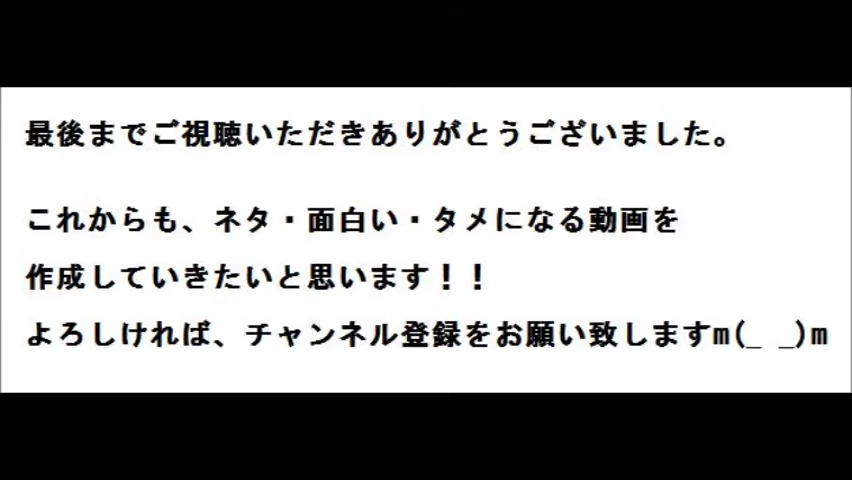 最後までご視聴いただきありがとうございました。
これからも、ネタ・面白い・タメになる動画を
作成していきたいと思います！！
よろしければ、チャンネル登録をお願い致しますm(_ _)m